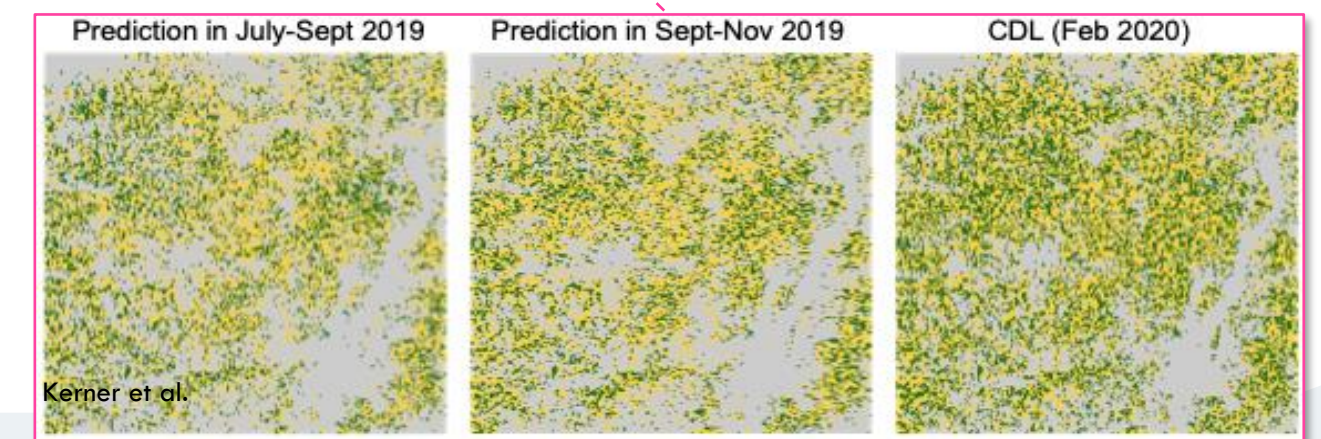 Prediction in July-Sept 2019
Prediction in Sept-Nov 2019
CDL (Feb 2020)
Kerner et al.